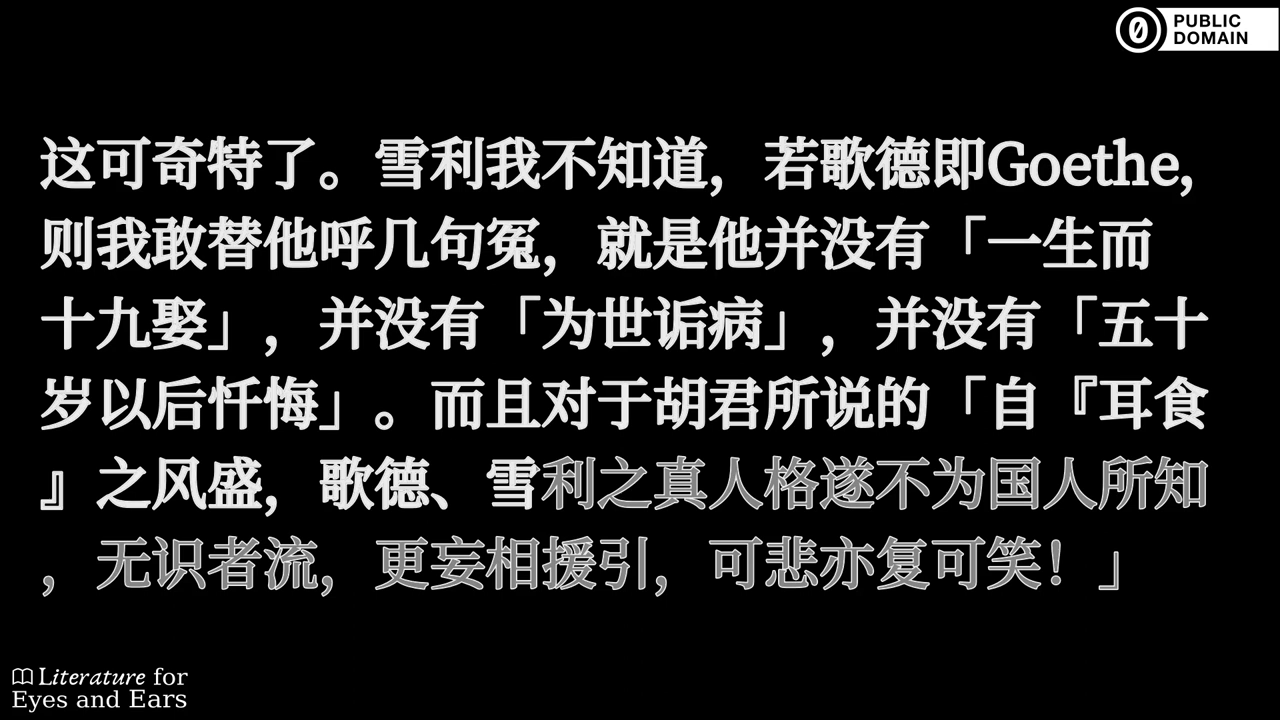 PUBLIC
DOMAIN
这可奇特了。雪利我不知道，若歌德即Goethe,
则我敢替他呼几句冤，就是他并没有「一生而
十九娶」，并没有「为世诟病」，并没有「五十
岁以后忏悔」。而且对于胡君所说的「自『耳食
』之风盛，歌德、雪利之真人格遂不为国人所知
，无识者流，更妄相援引，可悲亦复可笑！」
Literature for
Eyes and Ears